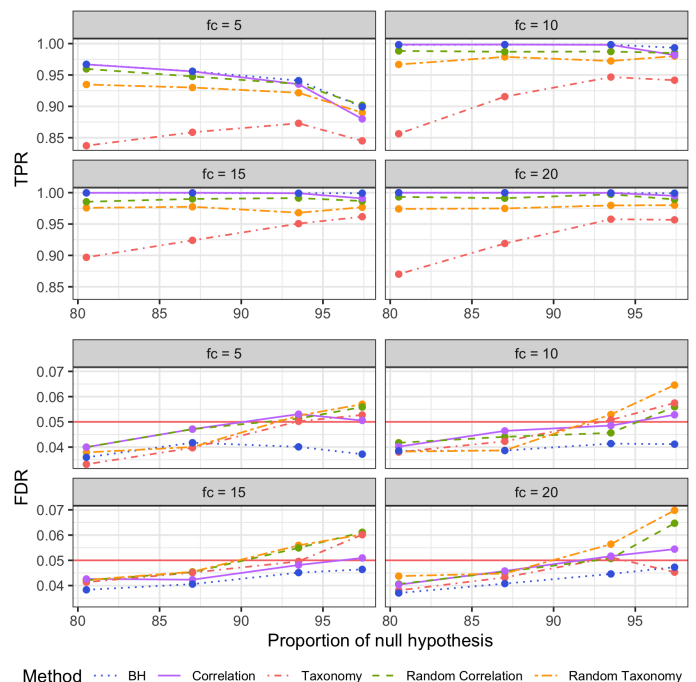 fc = 5 fc = 10
1.00
0.95
0.90
0.85
fc = 15 fc = 20
1.00
0.95
0.90
0.85
TPR
80 85 90 95 80 85 90 95
fc = 5 fc = 10
0.07
0.06
0.05
0.04
fc = 15 fc = 20
0.07
0.06
0.05
0.04
FDR
80 85 90 95 80 85 90 95
Proportion of null hypothesis
Method BH Correlation Taxonomy Random Correlation Random Taxonomy